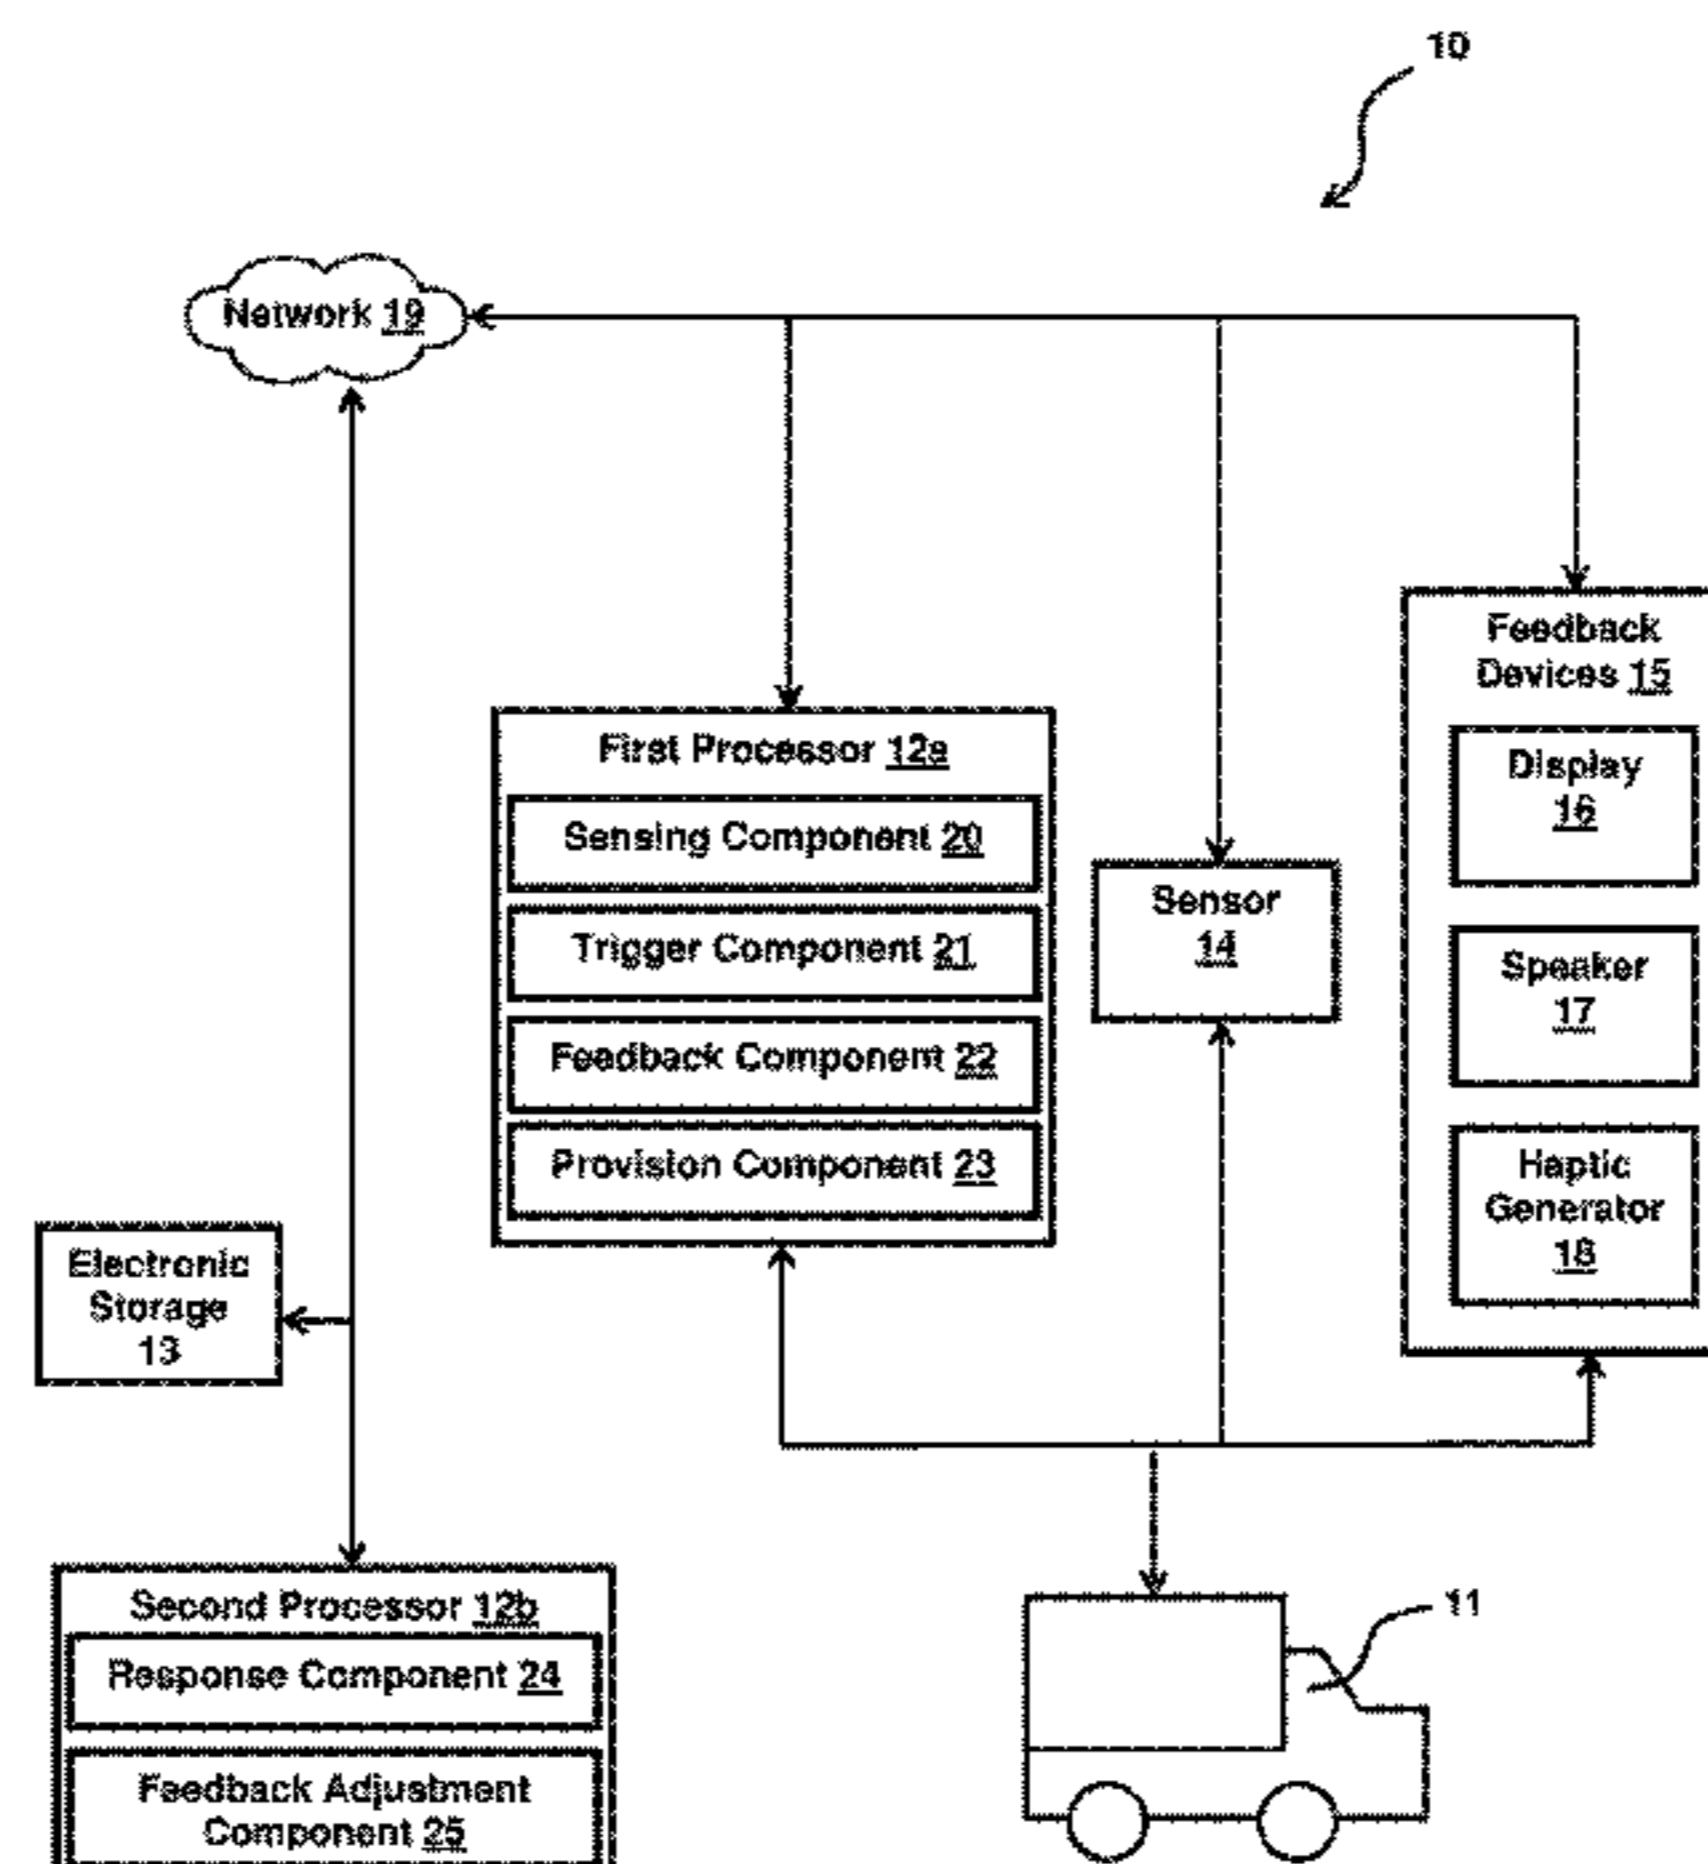 10
Network 19
Feedback
Devices 15
First Processor 12a
Display
16
Sensing Component 20
Sensor
14
Trigger Component 21
Speaker
17
Feedback Component 22
Provision Component 23
Haptic
Generator
18
Electronic
Storage
13
Second Processor 12b
11
Response Component 24
Feedback Adjustment
Component 25